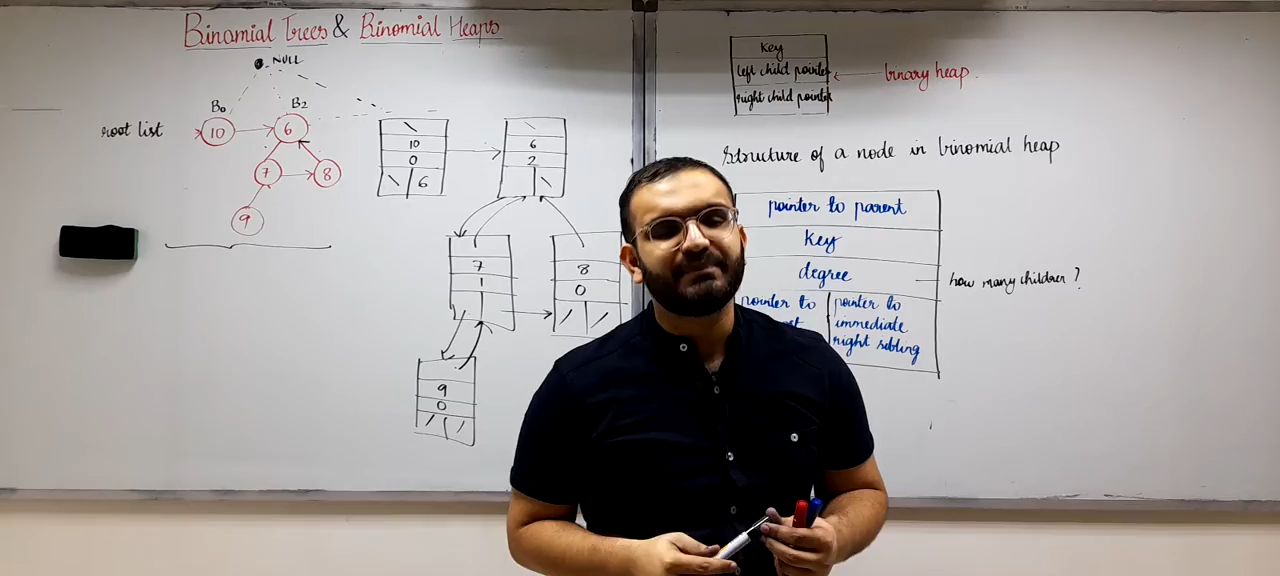 Binomial Trees & Binomial Heaps
NULL
B0
B2
root list
10
6
7
8
9
10
0
6
6
2
7
1
8
0
9
0
key
left child pointer
right child pointer
binary heap.
Structure of a node in binomial heap
pointer to parent
key
degree
how many children?
pointer to
pointer to
immediate
right sibling